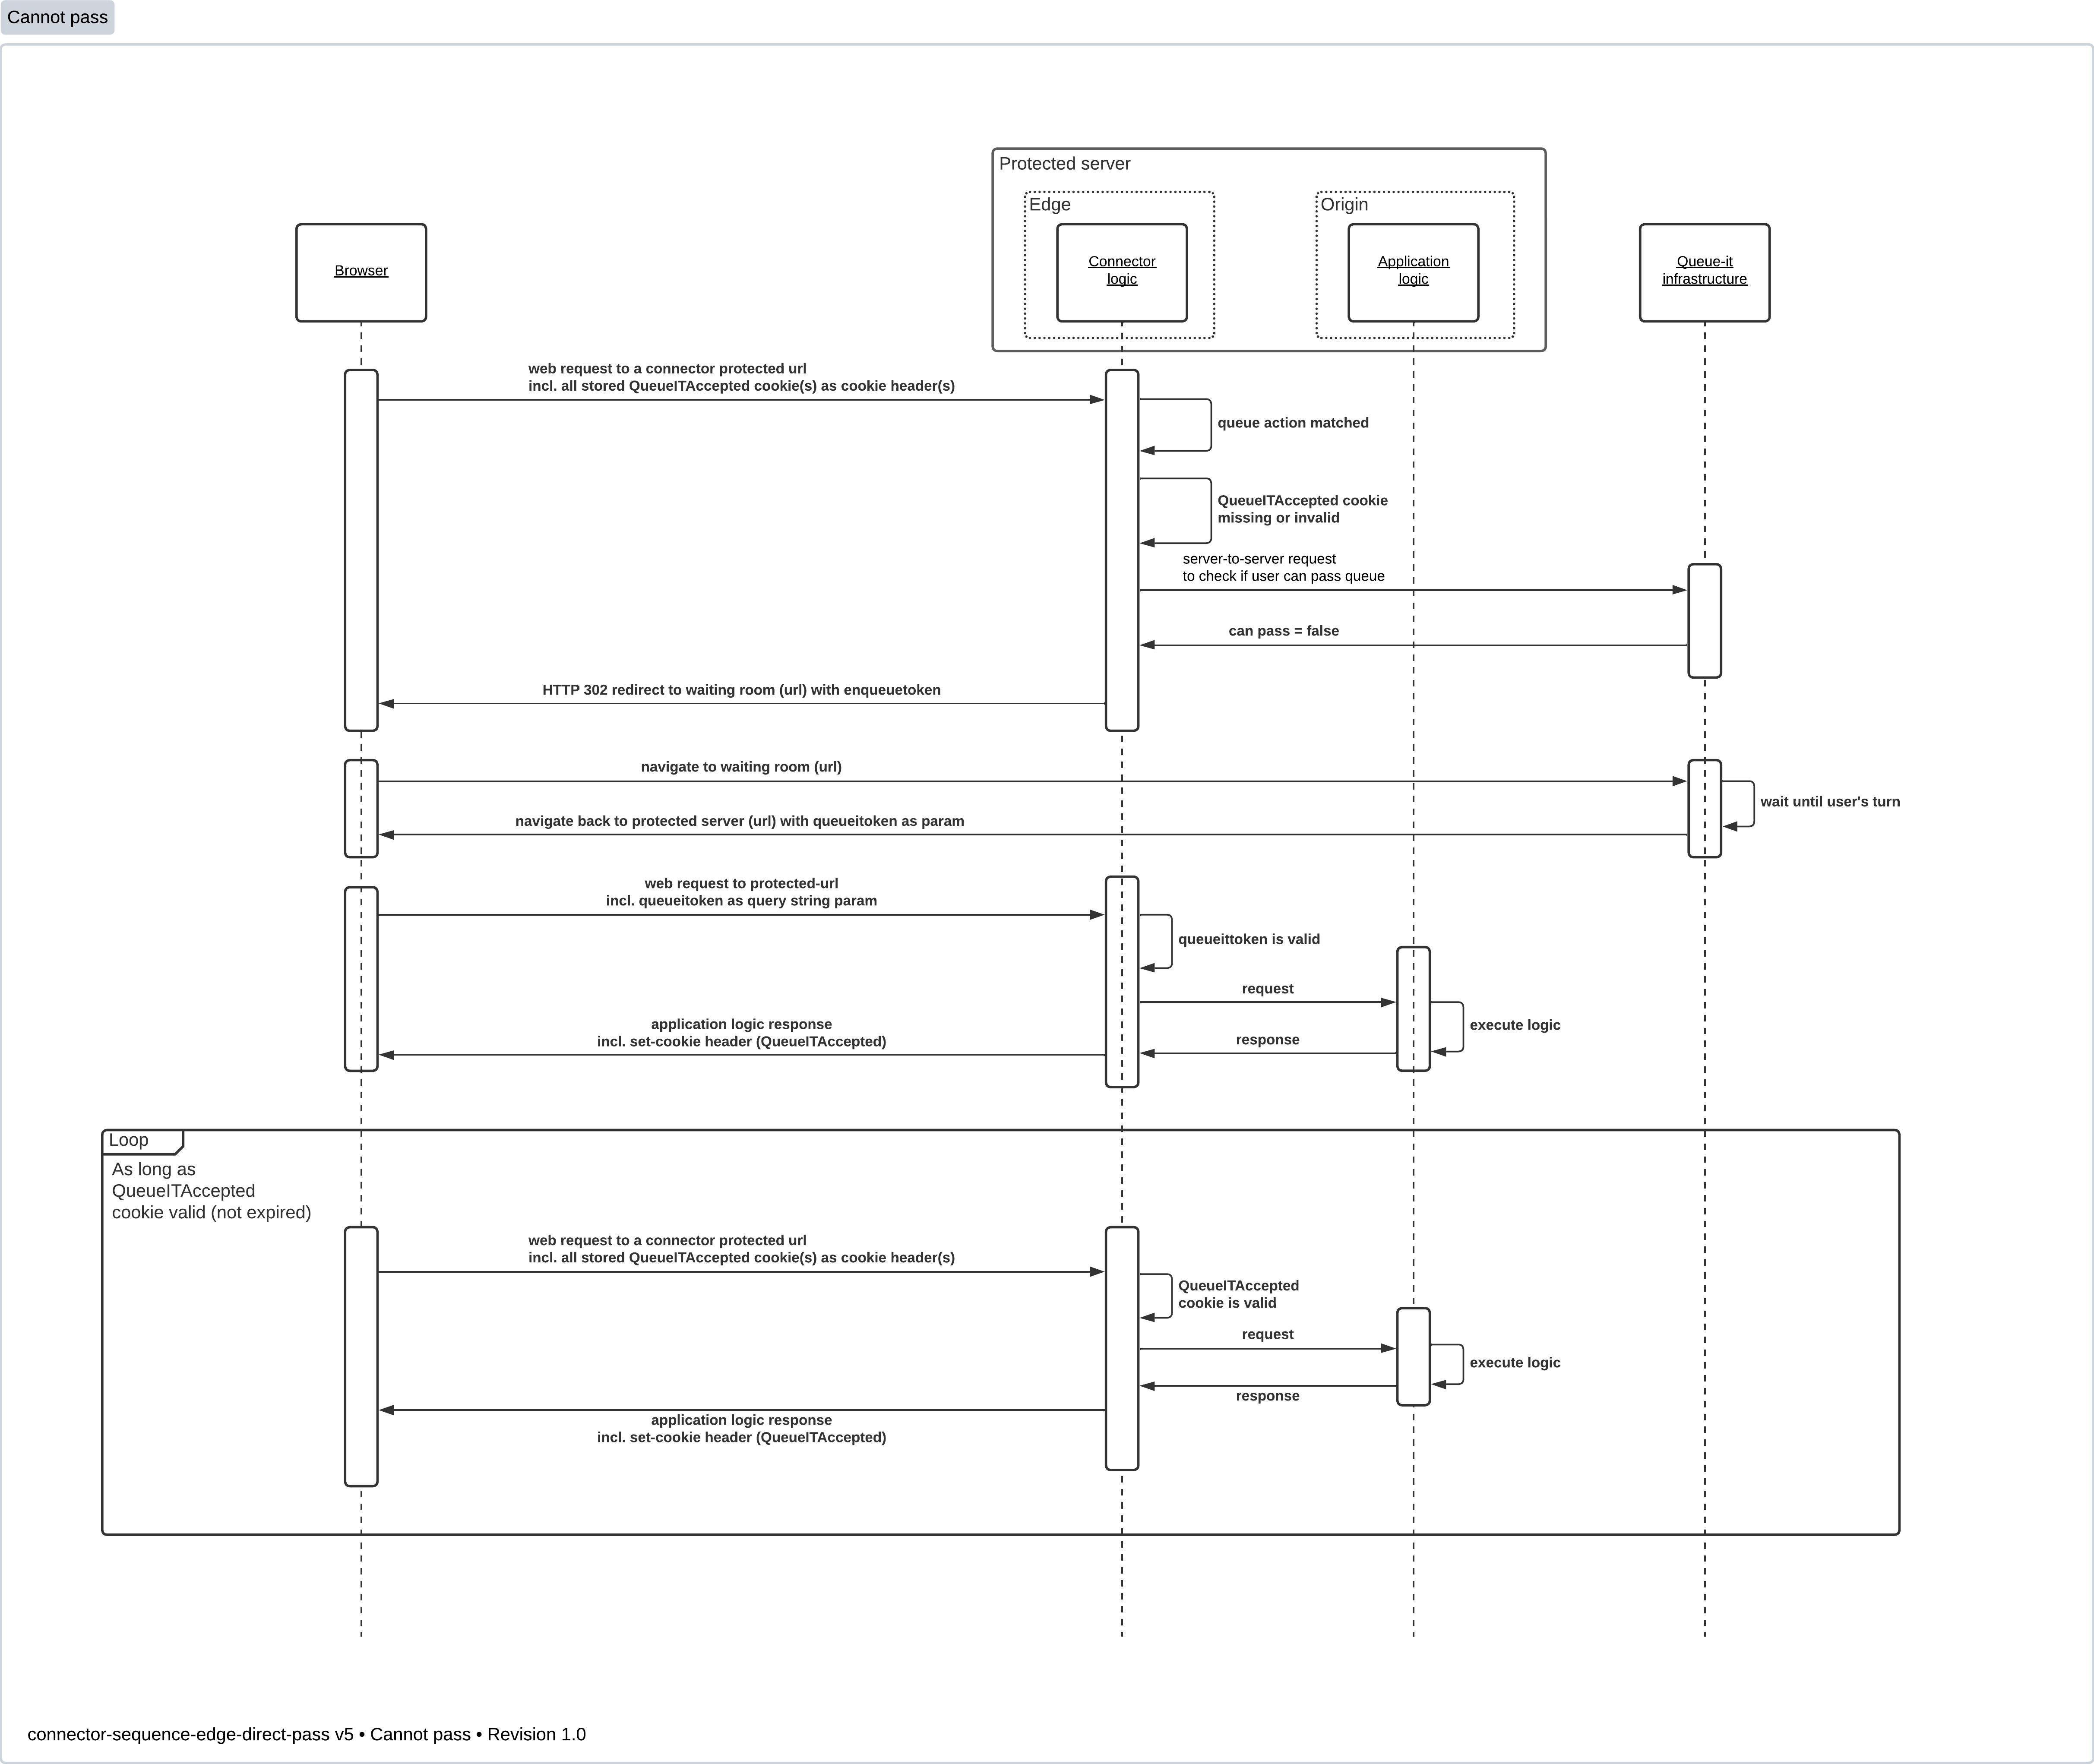 Cannot pass
Protected server
Edge
Origin
Browser
Connector
logic
Application
logic
Queue-it
infrastructure
web request to a connector protected url
incl. all stored QueueITAccepted cookie(s) as cookie header(s)
queue action matched
QueueITAccepted cookie
missing or invalid
server-to-server request
to check if user can pass queue
can pass = false
HTTP 302 redirect to waiting room (url) with enqueuetoken
navigate to waiting room (url)
wait until user's turn
navigate back to protected server (url) with queueitoken as param
web request to protected-url
incl. queueitoken as query string param
queueittoken is valid
request
execute logic
application logic response
incl. set-cookie header (QueueITAccepted)
response
Loop
As long as
QueueITAccepted
cookie valid (not expired)
web request to a connector protected url
incl. all stored QueueITAccepted cookie(s) as cookie header(s)
QueueITAccepted
cookie is valid
request
execute logic
response
application logic response
incl. set-cookie header (QueueITAccepted)
connector-sequence-edge-direct-pass v5 • Cannot pass • Revision 1.0